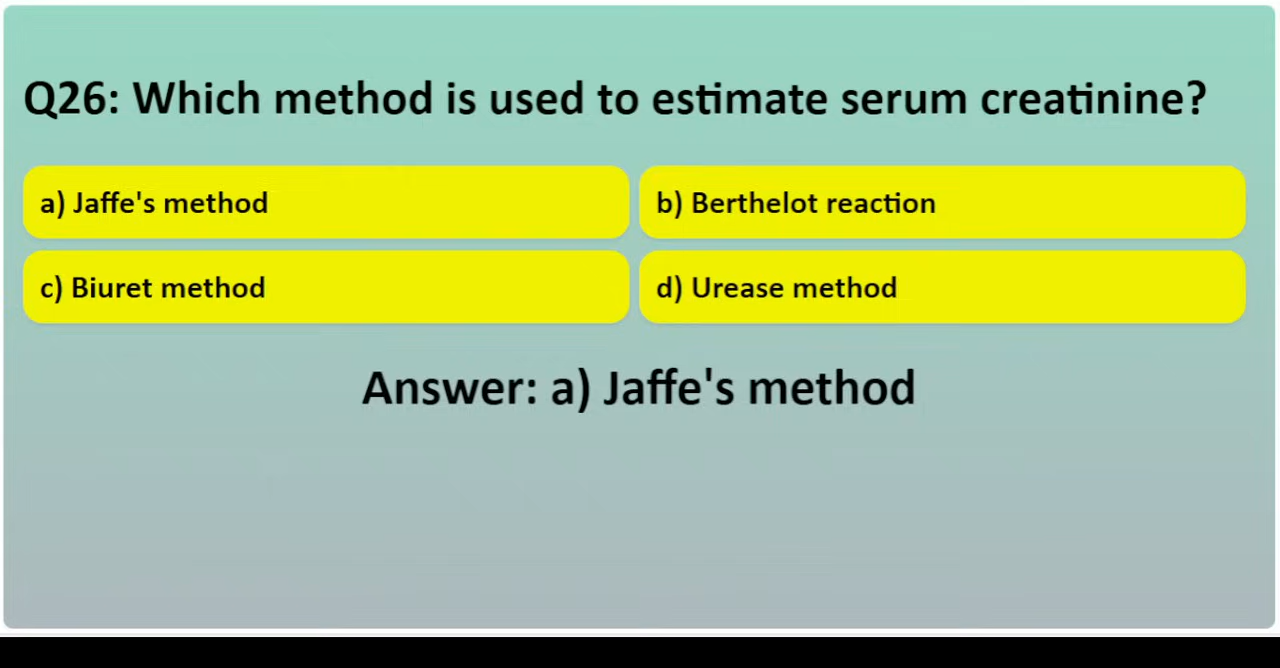 Q26: Which method is used to estimate serum creatinine?
a) Jaffe's method
b) Berthelot reaction
c) Biuret method
d) Urease method
Answer: a) Jaffe's method